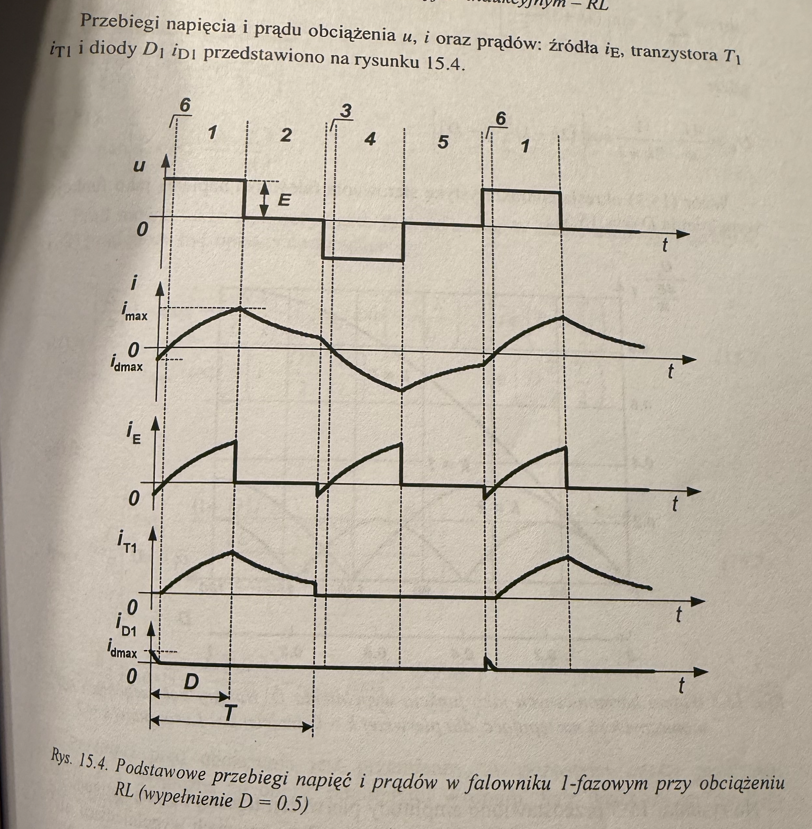 yjnym – RL
Przebiegi napięcia i prądu obciążenia u, i oraz prądów: źródła iE, tranzystora T1
iT1 i diody D1 iD1 przedstawiono na rysunku 15.4.
6 1 2 3 4 5 6 1
u
E
0
t
i
imax
0
idmax
t
iE
0
t
iT1
0
t
iD1
idmax
0
D
t
T
Rys. 15.4. Podstawowe przebiegi napięć i prądów w falowniku 1-fazowym przy obciążeniu
RL (wypełnienie D = 0.5)